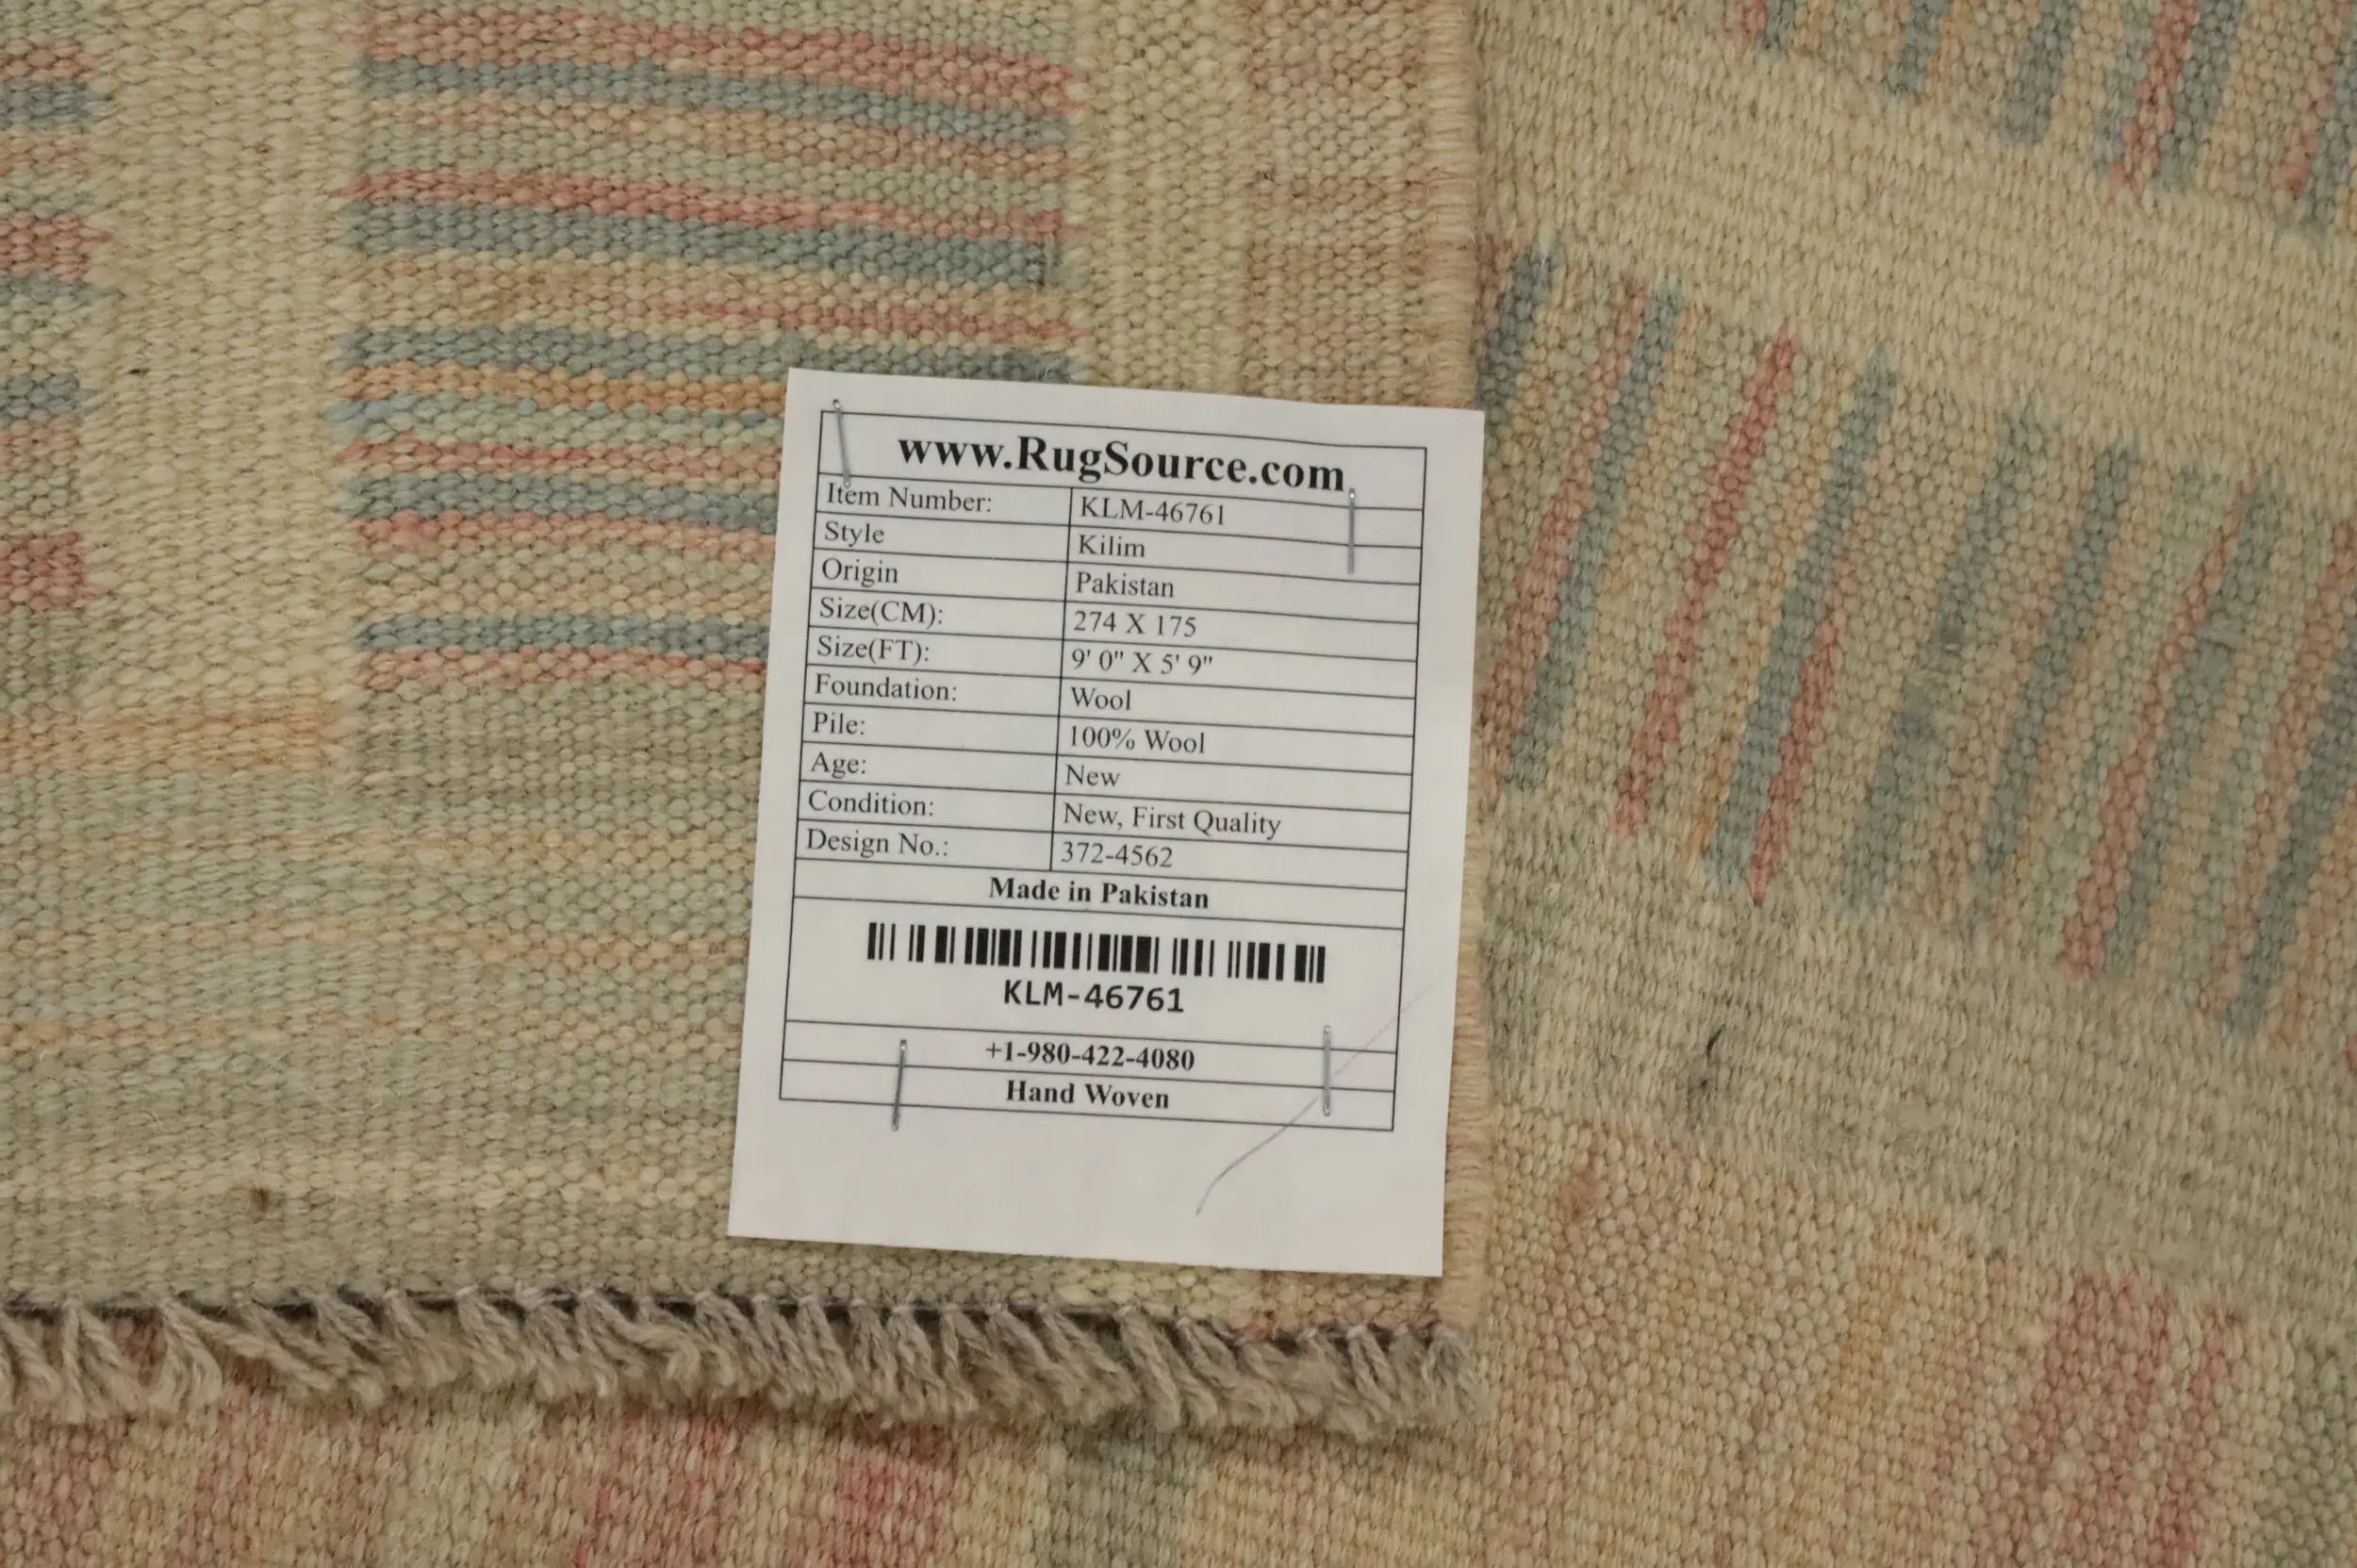 www.RugSource.com
Item Number: KLM-46761
Style Kilim
Origin Pakistan
Size(CM): 274 X 175
Size(FT): 9' 0" X 5' 9"
Foundation: Wool
Pile: 100% Wool
Age: New
Condition: New, First Quality
Design No.: 372-4562
Made in Pakistan
KLM-46761
+1-980-422-4080
Hand Woven